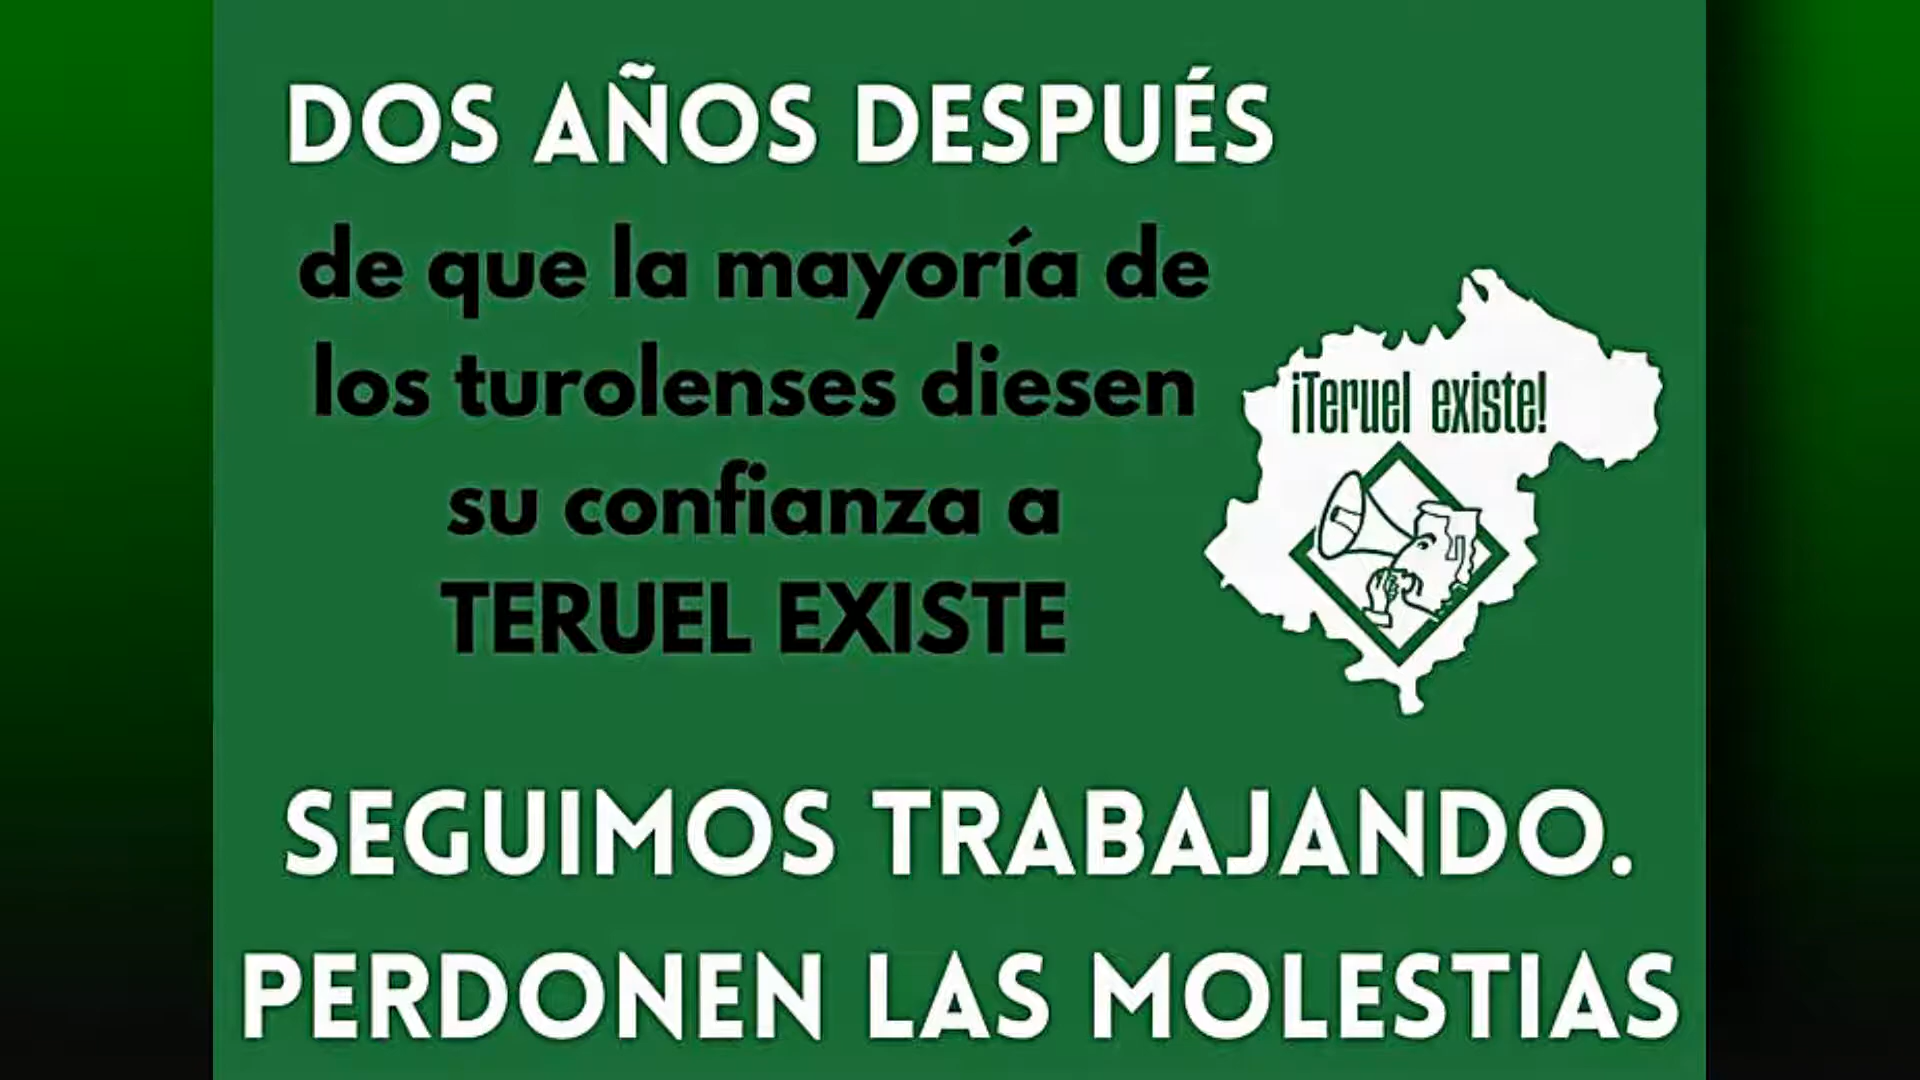 DOS AÑOS DESPUÉS
de que la mayoría de
los turolenses diesen
su confianza a
TERUEL EXISTE
¡Teruel existe!
SEGUIMOS TRABAJANDO.
PERDONEN LAS MOLESTIAS